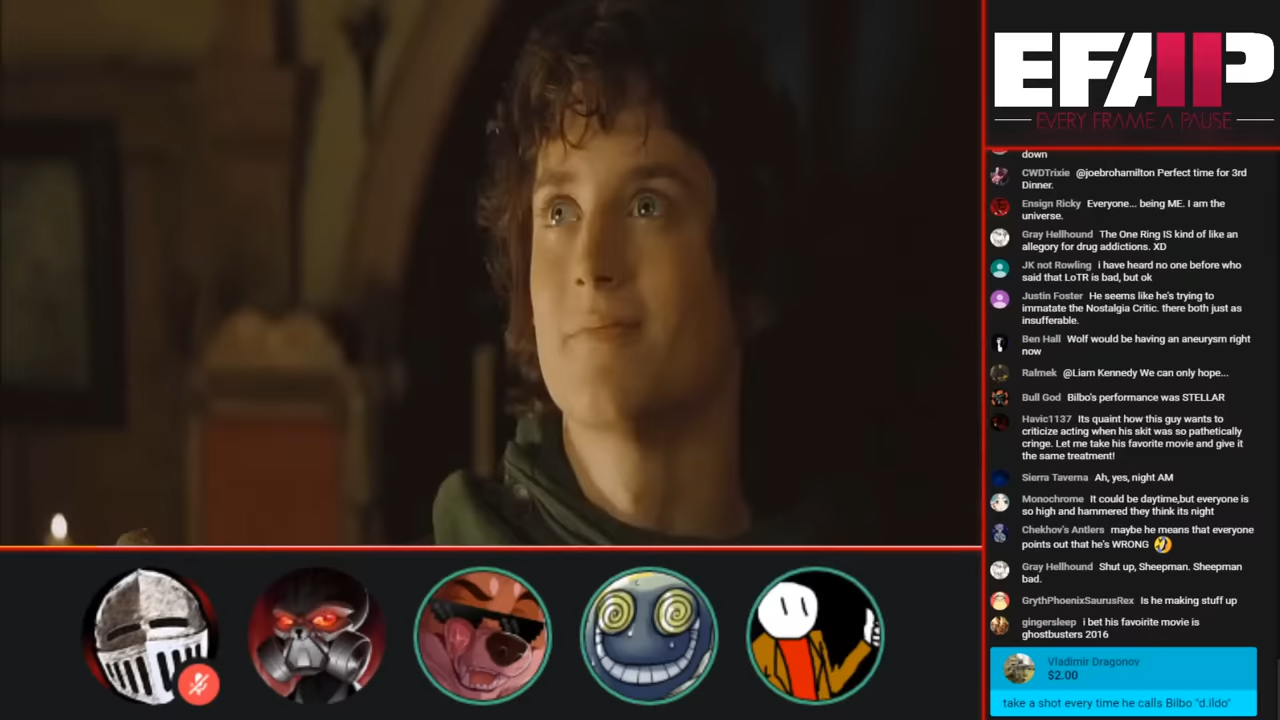 EFAP
EVERY FRAME A PAUSE
down
CWDTrixie @joebrohamilton Perfect time for 3rd
Dinner.
Ensign Ricky Everyone... being ME. I am the
universe.
Gray Hellhound The One Ring IS kind of like an
allegory for drug addictions. XD
JK not Rowling i have heard no one before who
said that LoTR is bad, but ok
Justin Foster He seems like he's trying to
immatate the Nostalgia Critic. there both just as
insufferable.
Ben Hall Wolf would be having an aneurysm right
now
Ralmek @Liam Kennedy We can only hope...
Bull God Bilbo's performance was STELLAR
Havic1137 Its quaint how this guy wants to
criticize acting when his skit was so pathetically
cringe. Let me take his favorite movie and give it
the same treatment!
Sierra Taverna Ah, yes, night AM
Monochrome It could be daytime,but everyone is
so high and hammered they think its night
Chekhov's Antlers maybe he means that everyone
points out that he's WRONG 🤣
Gray Hellhound Shut up, Sheepman. Sheepman
bad.
GrythPhoenixSaurusRex Is he making stuff up
gingersleep i bet his favoirite movie is
ghostbusters 2016
Vladimir Dragonov
$2.00
take a shot every time he calls Bilbo "d.ildo"